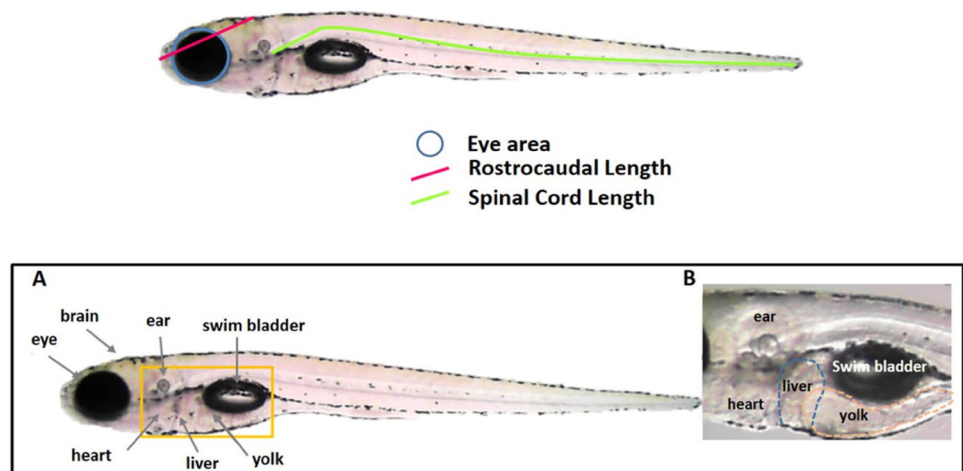 Eye area
Rostrocaudal Length
Spinal Cord Length
A
B
brain
ear
swim bladder
eye
heart
liver
yolk
ear
Swim bladder
liver
heart
yolk